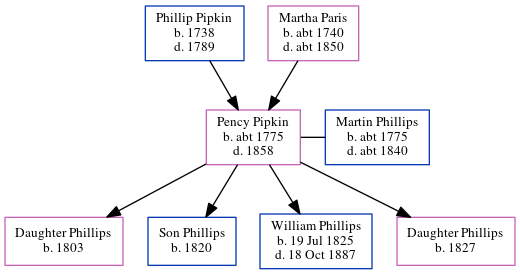 Phillip Pipkin
b. 1738
d. 1789
Martha Paris
b. abt 1740
d. abt 1850
Pency Pipkin
b. abt 1775
d. 1858
Martin Phillips
b. abt 1775
d. abt 1840
Daughter Phillips
b. 1803
Son Phillips
b. 1820
William Phillips
b. 19 Jul 1825
d. 18 Oct 1887
Daughter Phillips
b. 1827